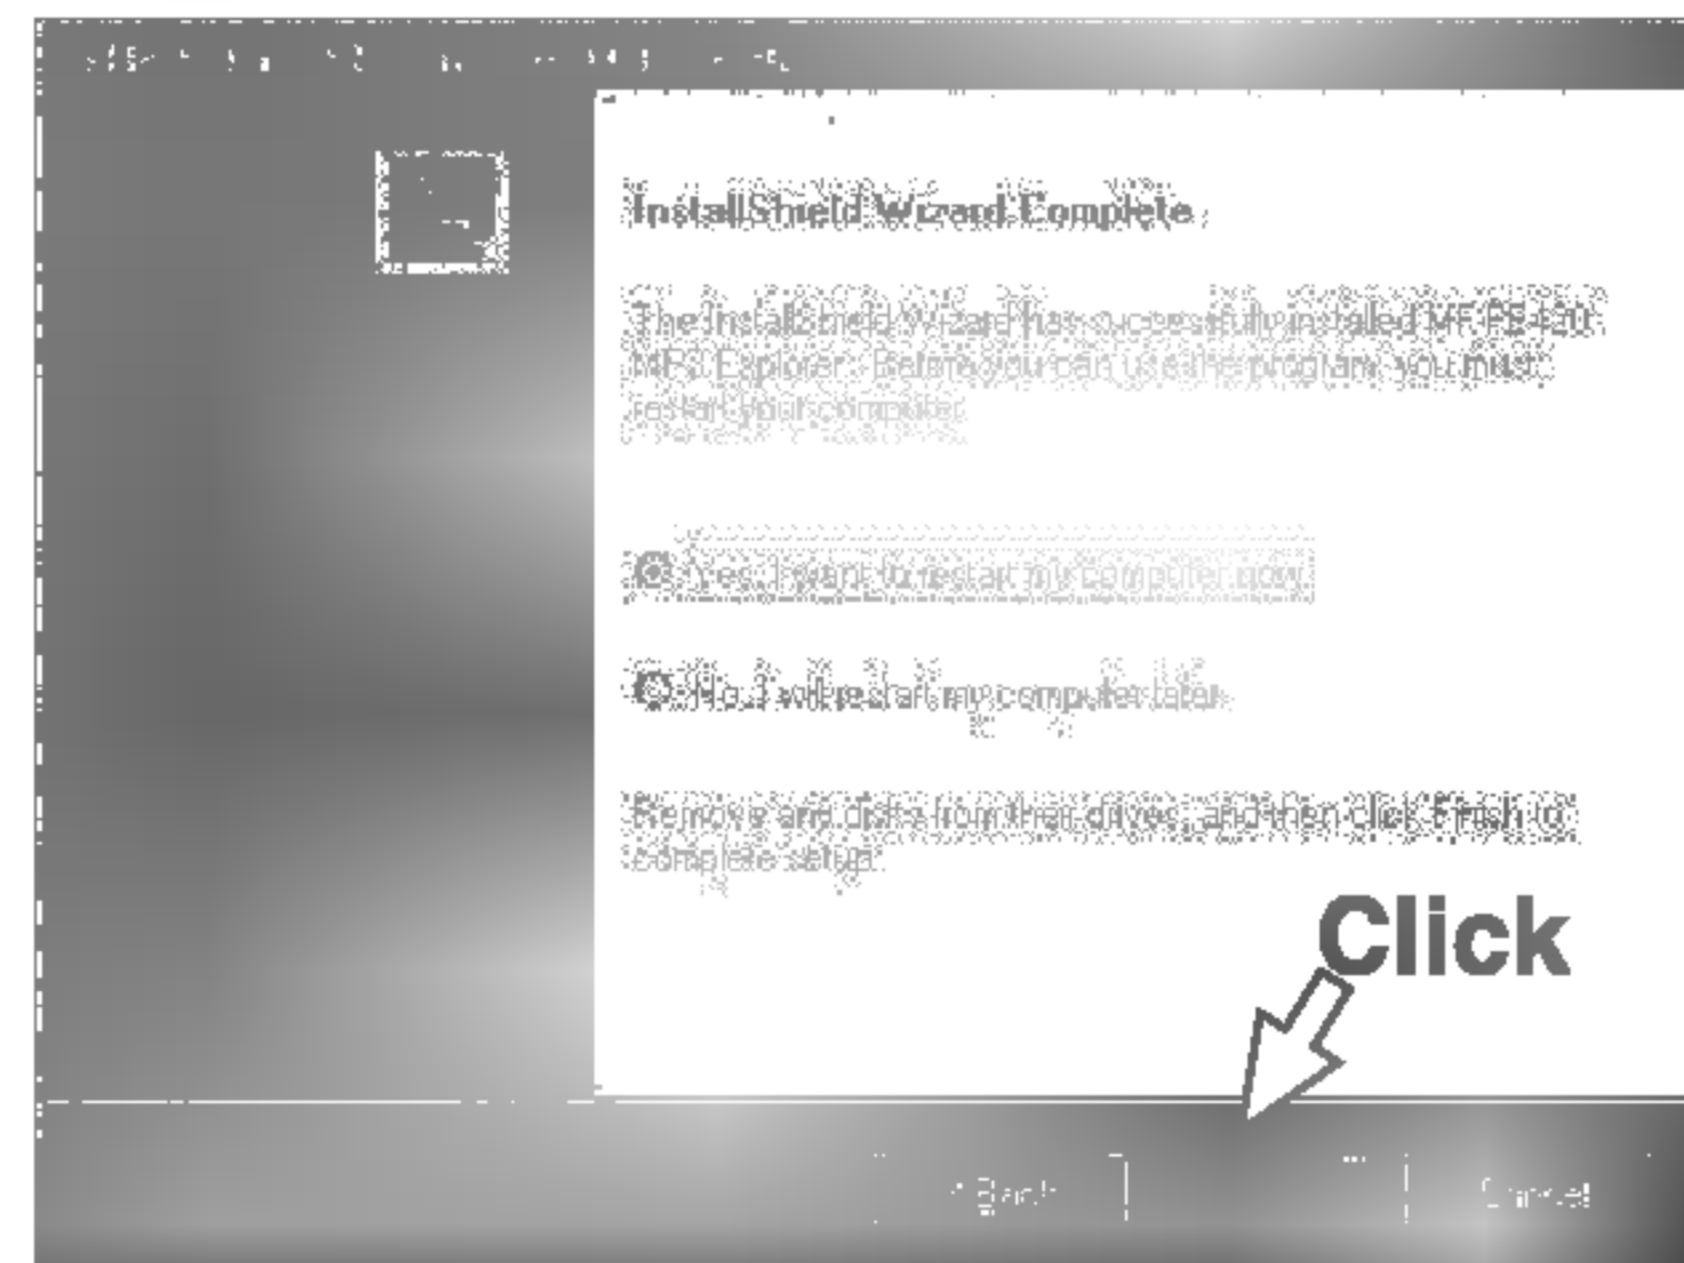 InstallShield Wizard Complete
The InstallShield Wizard has successfully installed MF-PE420
MP3 Explorer. Before you can use the program, you must
restart your computer.
Yes, I want to restart my computer now.
No, I will restart my computer later.
Remove any disks from their drives, and then click Finish to
complete setup.
Click
< Back
Cancel